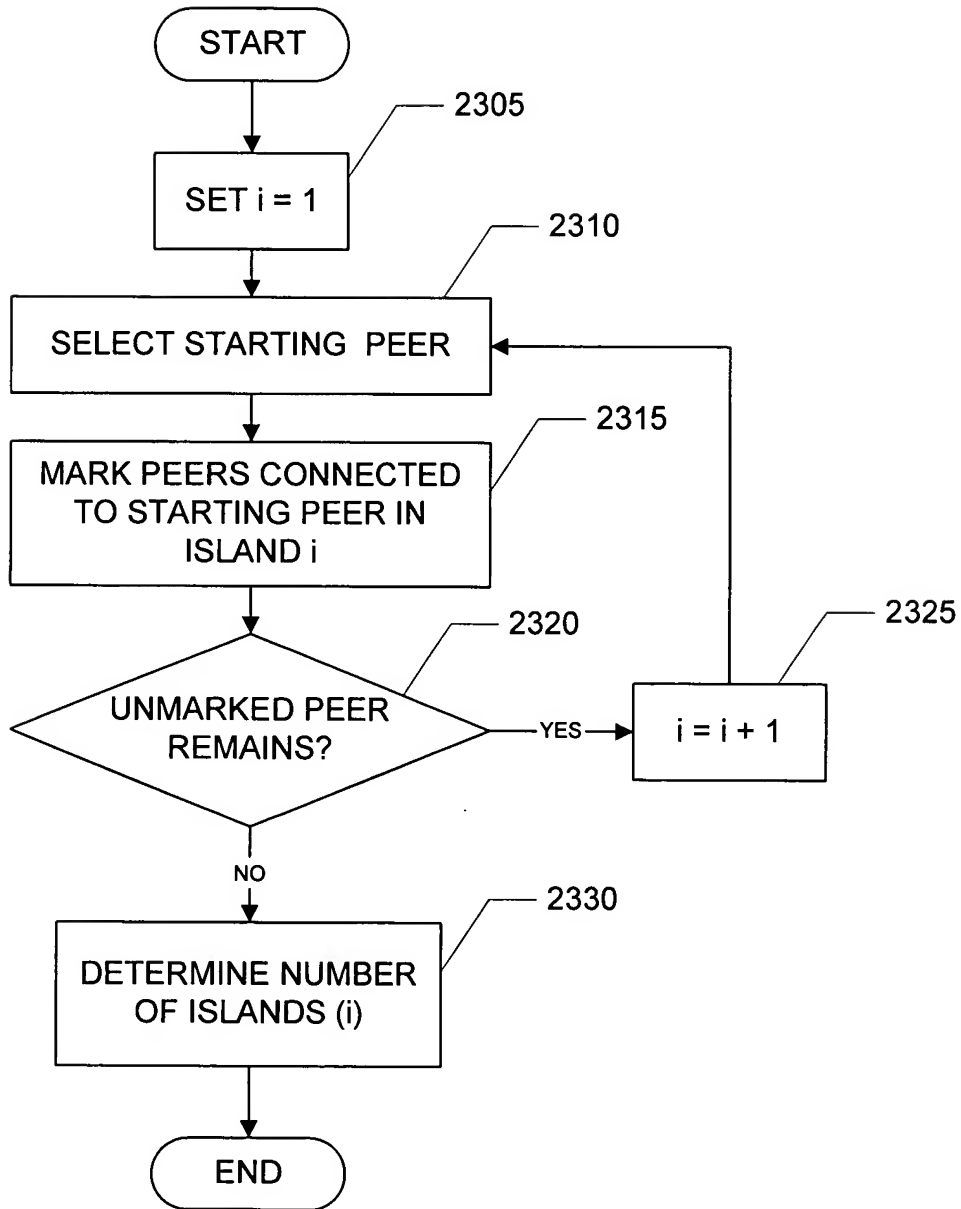 START
2305
SET i = 1
2310
SELECT STARTING PEER
2315
MARK PEERS CONNECTED
TO STARTING PEER IN
ISLAND i
2320
UNMARKED PEER
REMAINS?
YES
2325
i = i + 1
NO
2330
DETERMINE NUMBER
OF ISLANDS (i)
END